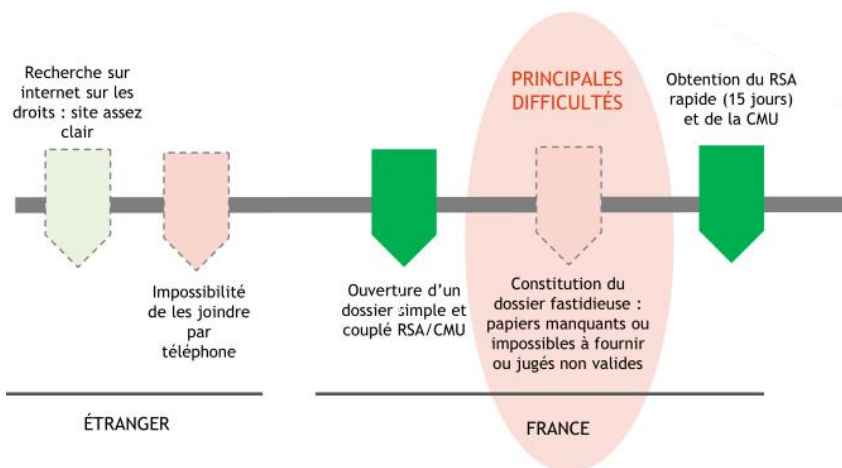 Recherche sur
internet sur les
droits : site assez
clair
Impossibilité
de les joindre
par
téléphone
Ouverture d'un
dossier simple et
couplé RSA/CMU
PRINCIPALES
DIFFICULTÉS
Constitution du
dossier fastidieuse :
papiers manquants ou
impossibles à fournir
ou jugés non valides
Obtention du RSA
rapide (15 jours)
et de la CMU
ÉTRANGER
FRANCE